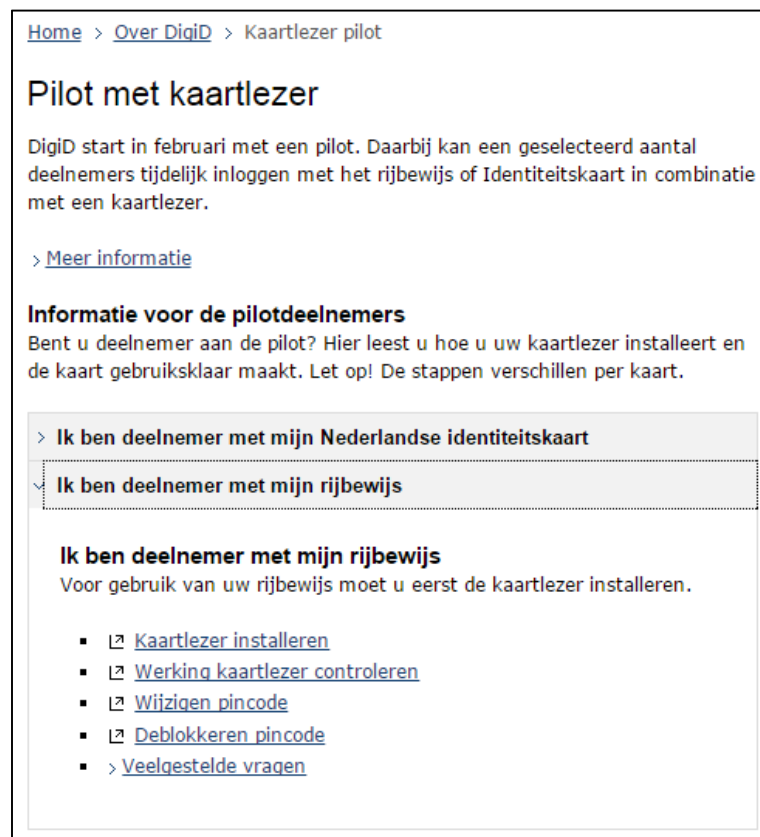 Home > Over DigiD > Kaartlezer pilot
Pilot met kaartlezer
DigiD start in februari met een pilot. Daarbij kan een geselecteerd aantal
deelnemers tijdelijk inloggen met het rijbewijs of Identiteitskaart in combinatie
met een kaartlezer.
> Meer informatie
Informatie voor de pilotdeelnemers
Bent u deelnemer aan de pilot? Hier leest u hoe u uw kaartlezer installeert en
de kaart gebruiksklaar maakt. Let op! De stappen verschillen per kaart.
Ik ben deelnemer met mijn Nederlandse identiteitskaart
Ik ben deelnemer met mijn rijbewijs
Ik ben deelnemer met mijn rijbewijs
Voor gebruik van uw rijbewijs moet u eerst de kaartlezer installeren.
Kaartlezer installeren
Werking kaartlezer controleren
Wijzigen pincode
Deblokkeren pincode
> Veelgestelde vragen